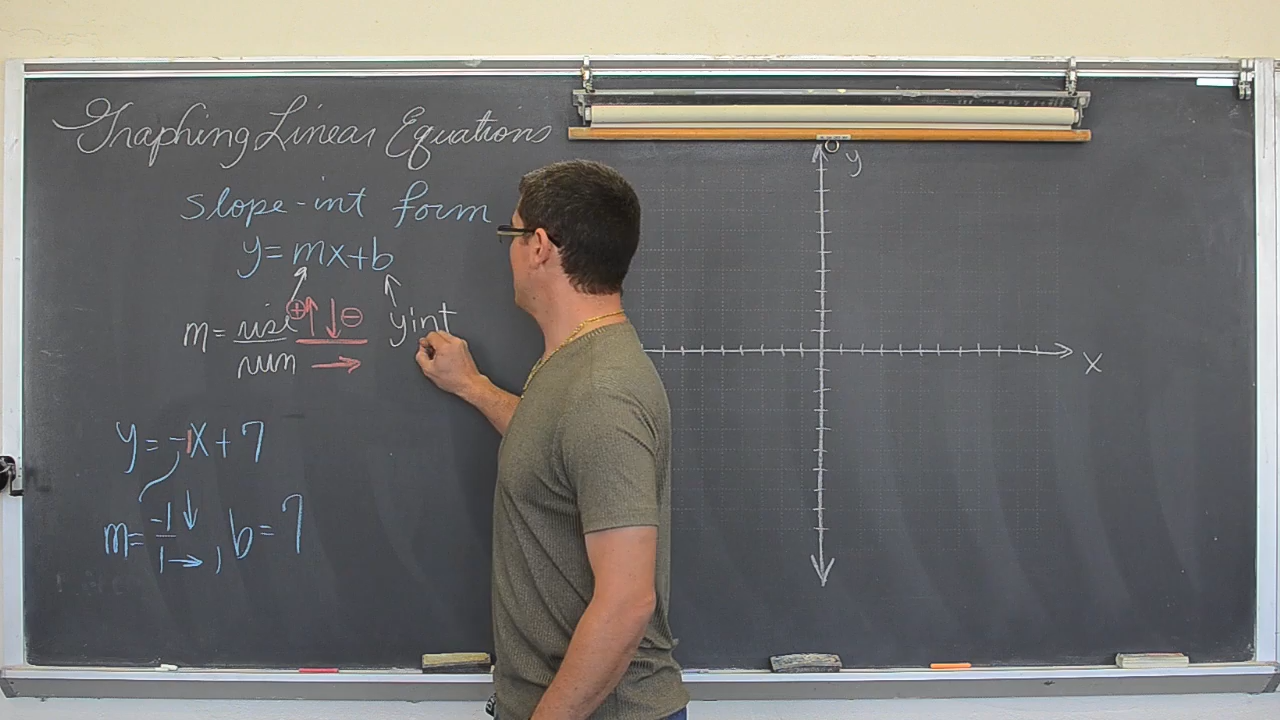 Graphing Linear Equations
slope-int form
y=mx+b
m= rise ⊕↑ ↓⊖
run →
y int
y = -1x + 7
m= -1 ↓
1 → , b = 7
y
x